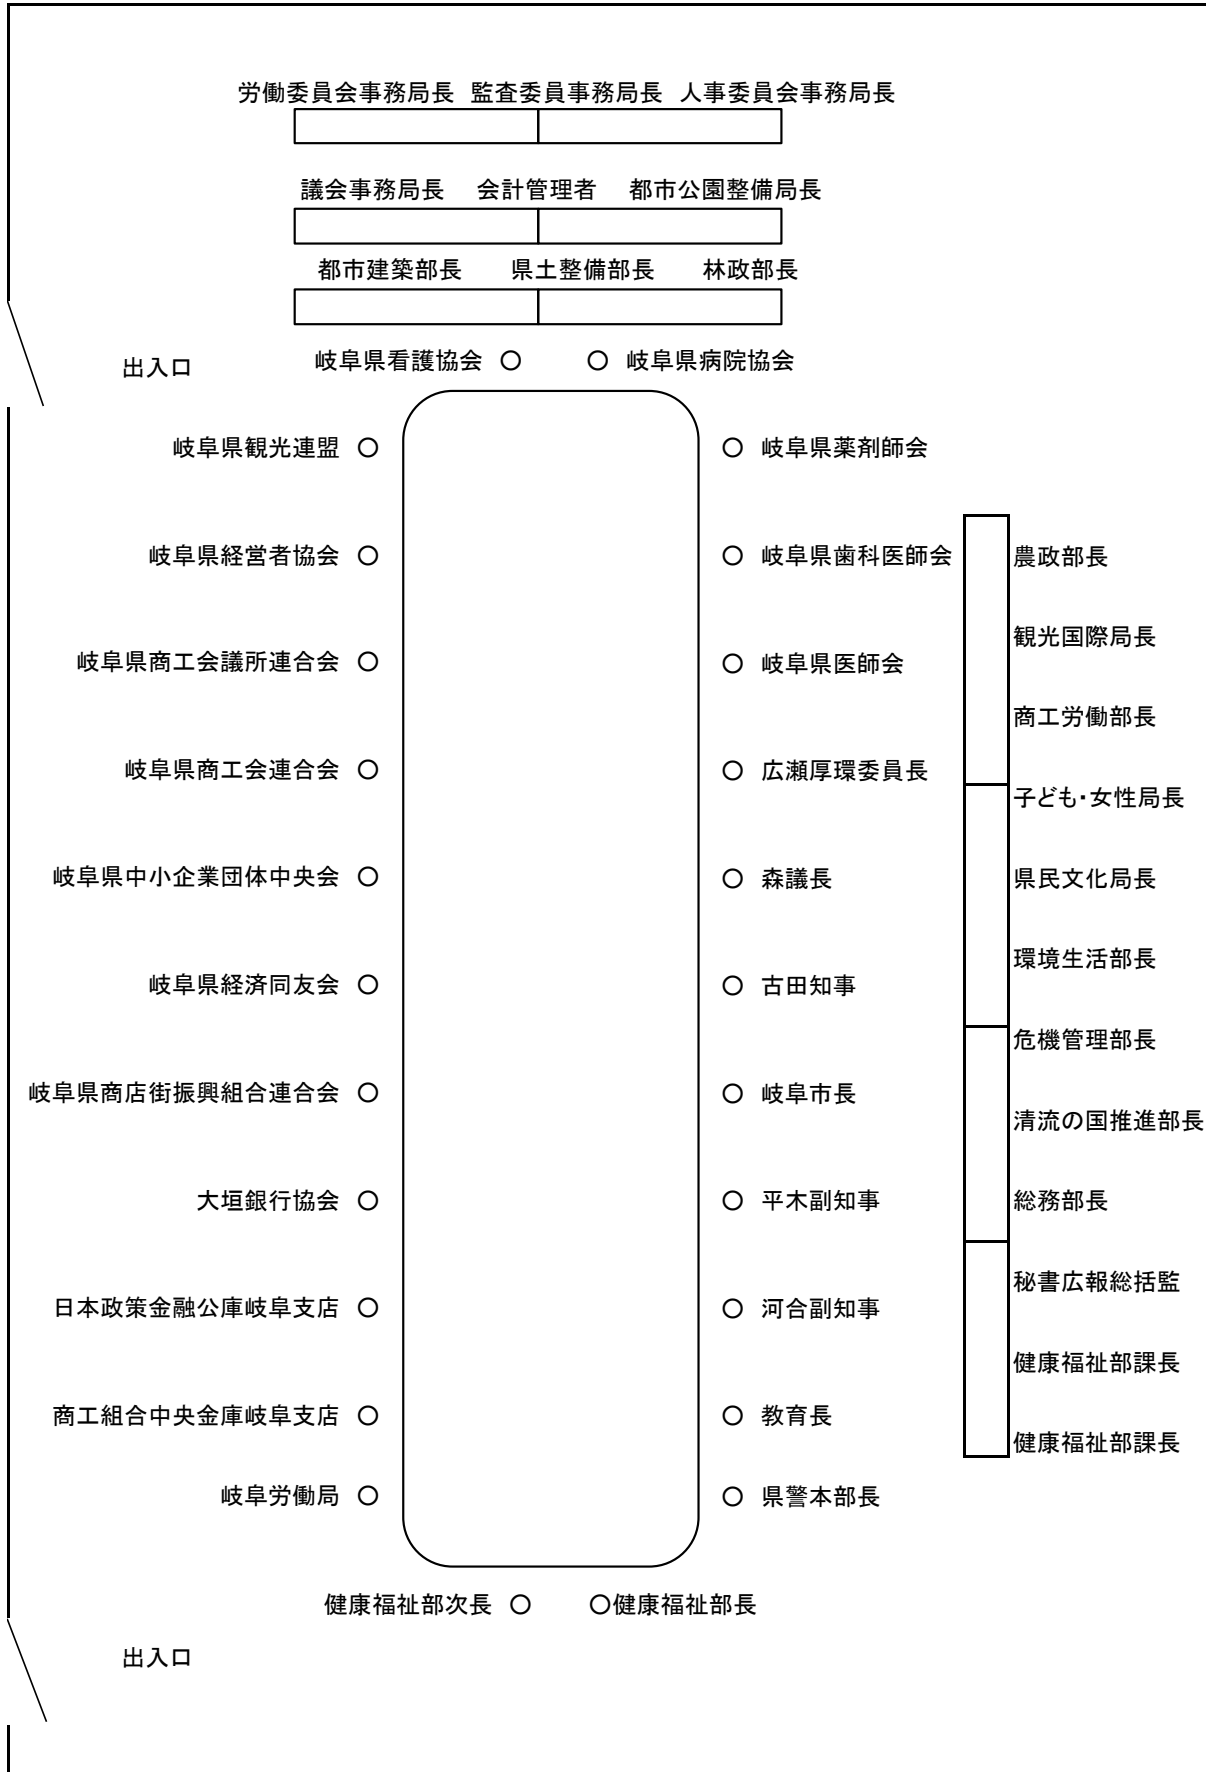 労働委員会事務局長 監査委員事務局長 人事委員会事務局長
議会事務局長 会計管理者 都市公園整備局長
都市建築部長 県土整備部長 林政部長
出入口 岐阜県看護協会 ○ ○ 岐阜県病院協会
岐阜県観光連盟 ○ ○ 岐阜県薬剤師会
岐阜県経営者協会 ○ ○ 岐阜県歯科医師会 農政部長
観光国際局長
岐阜県商工会議所連合会 ○ ○ 岐阜県医師会
商工労働部長
岐阜県商工会連合会 ○ ○ 広瀬厚環委員長
子ども・女性局長
岐阜県中小企業団体中央会 ○ ○ 森議長 県民文化局長
環境生活部長
岐阜県経済同友会 ○ ○ 古田知事
危機管理部長
岐阜県商店街振興組合連合会 ○ ○ 岐阜市長
清流の国推進部長
大垣銀行協会 ○ ○ 平木副知事 総務部長
秘書広報総括監
日本政策金融公庫岐阜支店 ○ ○ 河合副知事
健康福祉部課長
商工組合中央金庫岐阜支店 ○ ○ 教育長
健康福祉部課長
岐阜労働局 ○ ○ 県警本部長
健康福祉部次長 ○ ○健康福祉部長
出入口